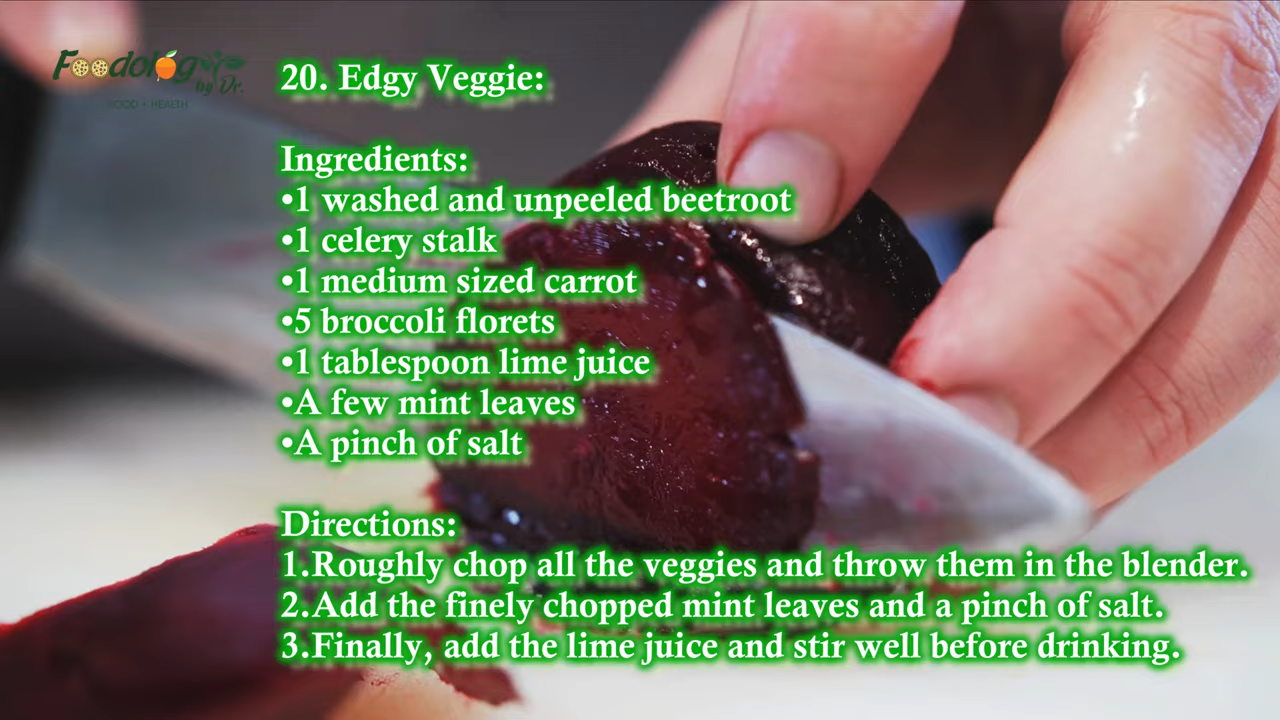 Foodology
by Dr.
FOOD + HEALTH
20. Edgy Veggie:
Ingredients:
•1 washed and unpeeled beetroot
•1 celery stalk
•1 medium sized carrot
•5 broccoli florets
•1 tablespoon lime juice
•A few mint leaves
•A pinch of salt
Directions:
1.Roughly chop all the veggies and throw them in the blender.
2.Add the finely chopped mint leaves and a pinch of salt.
3.Finally, add the lime juice and stir well before drinking.